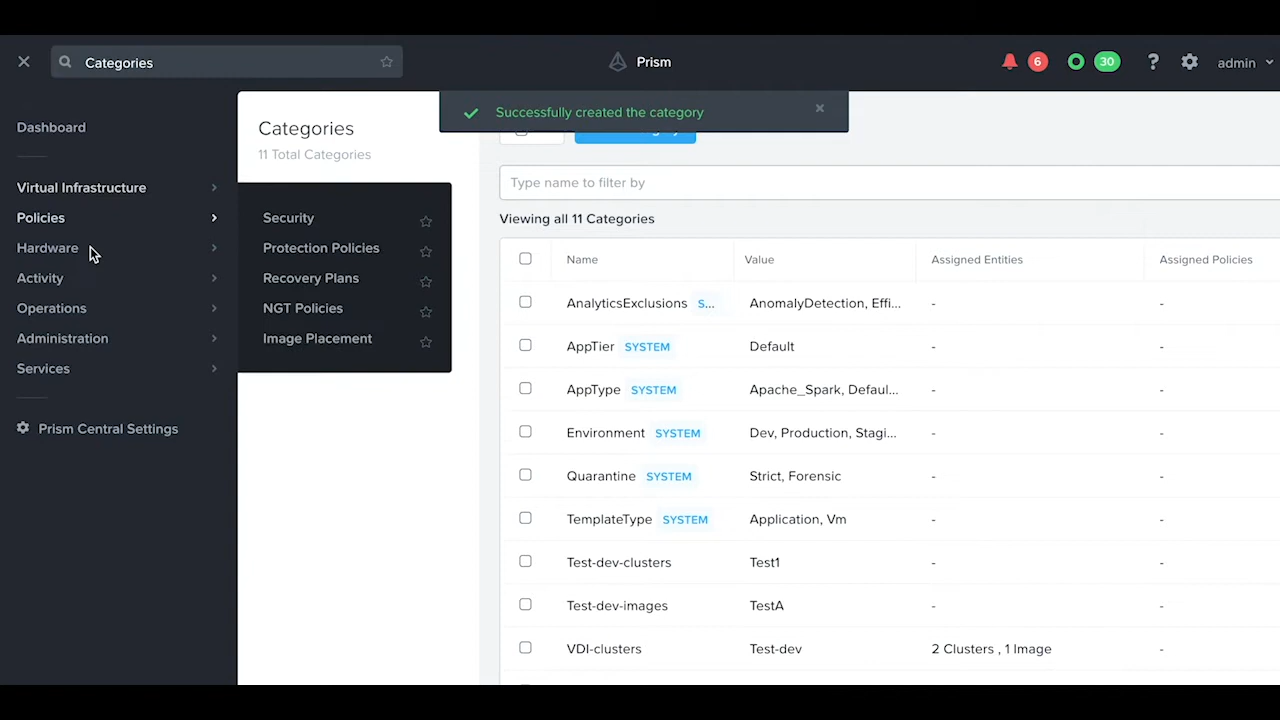 Categories
Prism
6
30
?
admin
Successfully created the category
Dashboard
Virtual Infrastructure
Policies
Hardware
Activity
Operations
Administration
Services
Prism Central Settings
Security
Protection Policies
Recovery Plans
NGT Policies
Image Placement
Categories
11 Total Categories
Type name to filter by
Viewing all 11 Categories
Name Value Assigned Entities Assigned Policies
AnalyticsExclusions S... AnomalyDetection, Effi... - -
AppTier SYSTEM Default - -
AppType SYSTEM Apache_Spark, Defaul... - -
Environment SYSTEM Dev, Production, Stagi... - -
Quarantine SYSTEM Strict, Forensic - -
TemplateType SYSTEM Application, Vm - -
Test-dev-clusters Test1 - -
Test-dev-images TestA - -
VDI-clusters Test-dev 2 Clusters , 1 Image -